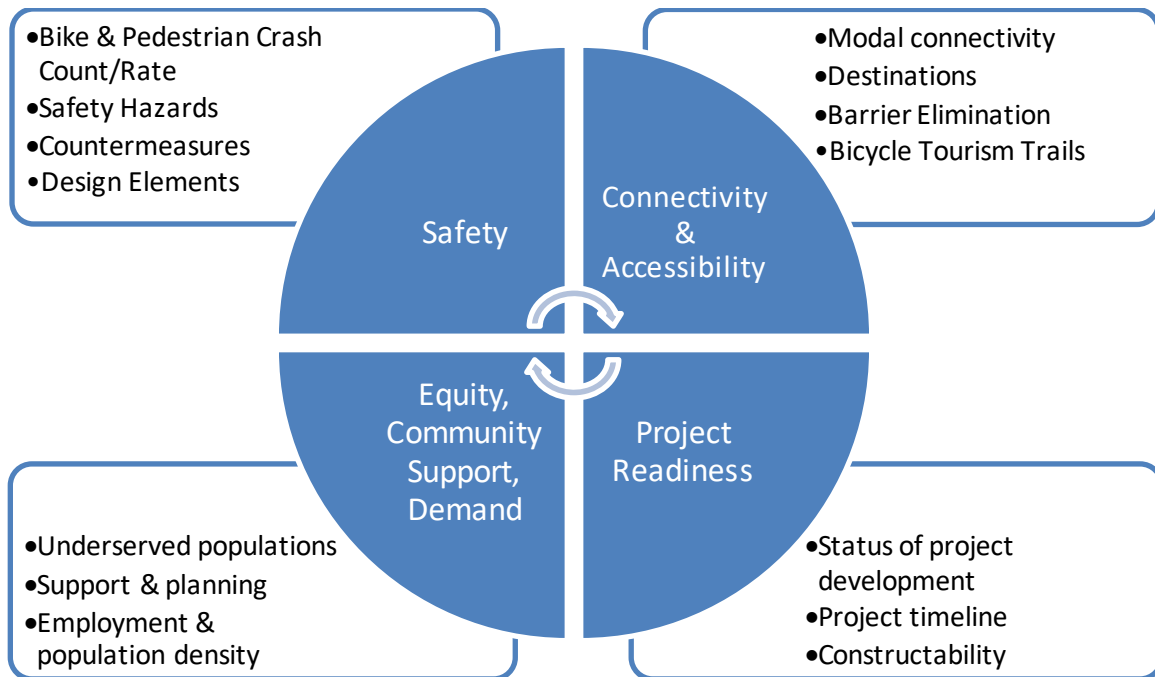 •Bike & Pedestrian Crash
Count/Rate
•Safety Hazards
•Countermeasures
•Design Elements
•Modal connectivity
•Destinations
•Barrier Elimination
•Bicycle Tourism Trails
Safety
Connectivity
&
Accessibility
Equity,
Community
Support,
Demand
Project
Readiness
•Underserved populations
•Support & planning
•Employment &
population density
•Status of project
development
•Project timeline
•Constructability